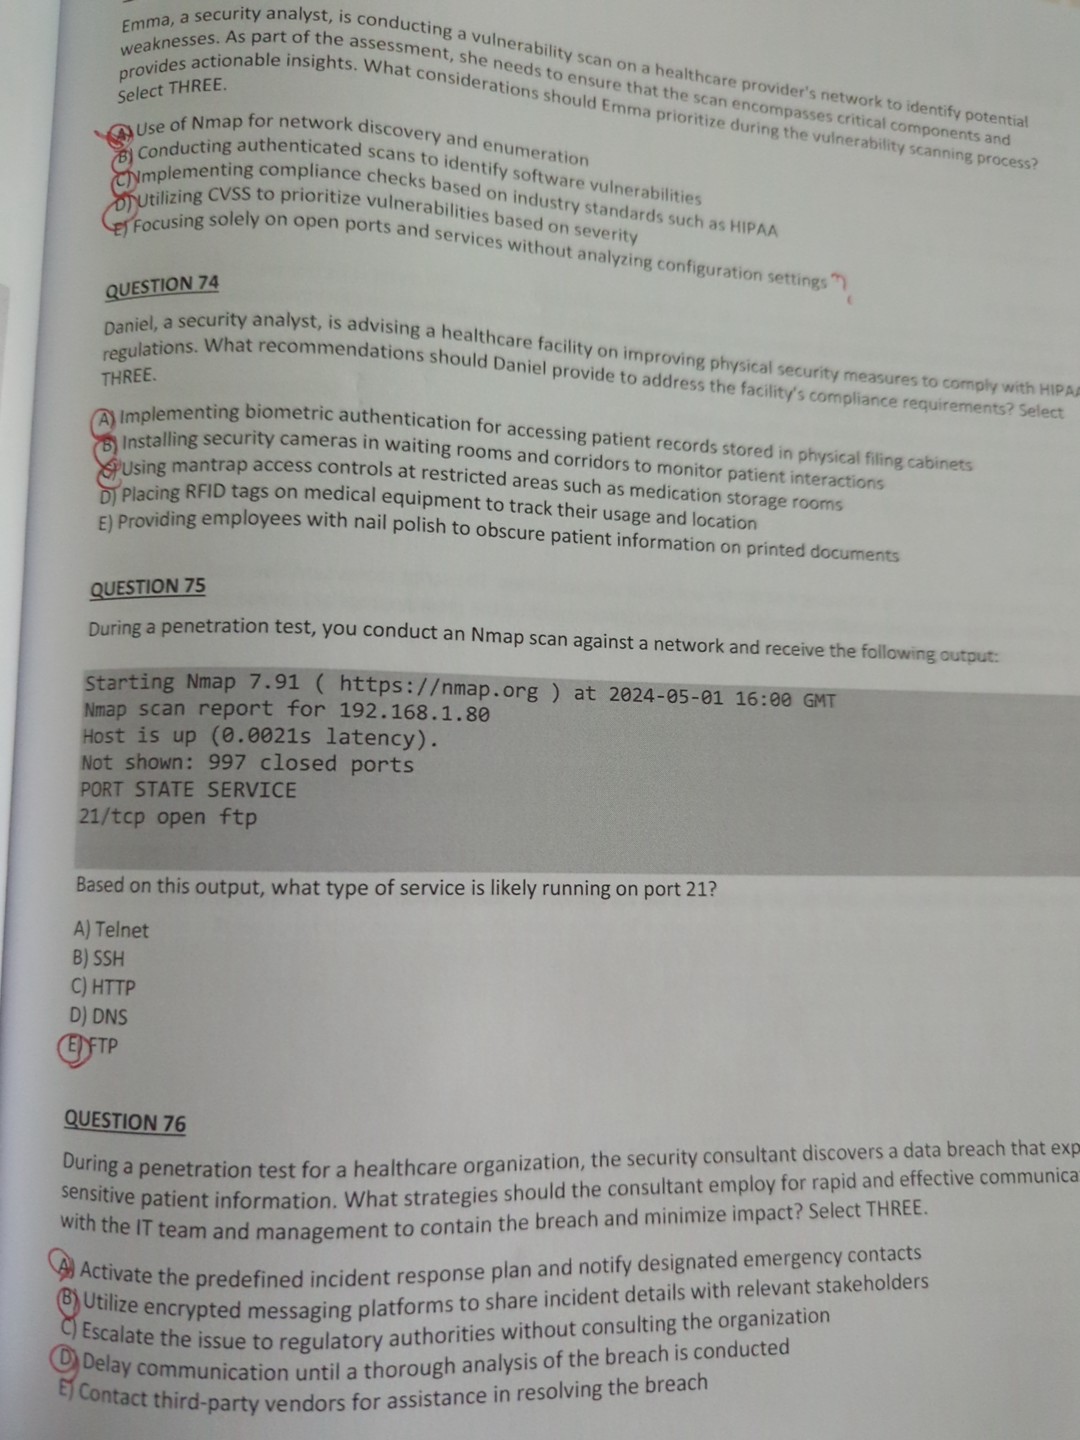 Emma, a security analyst, is conducting a vulnerability scan on a healthcare provider's network to identify potential
weaknesses. As part of the assessment, she needs to ensure that the scan encompasses critical components and
provides actionable insights. What considerations should Emma prioritize during the vulnerability scanning process?
Select THREE.
A) Use of Nmap for network discovery and enumeration
B) Conducting authenticated scans to identify software vulnerabilities
C) Implementing compliance checks based on industry standards such as HIPAA
D) Utilizing CVSS to prioritize vulnerabilities based on severity
E) Focusing solely on open ports and services without analyzing configuration settings
QUESTION 74
Daniel, a security analyst, is advising a healthcare facility on improving physical security measures to comply with HIPAA
regulations. What recommendations should Daniel provide to address the facility's compliance requirements? Select
THREE.
A) Implementing biometric authentication for accessing patient records stored in physical filing cabinets
B) Installing security cameras in waiting rooms and corridors to monitor patient interactions
C) Using mantrap access controls at restricted areas such as medication storage rooms
D) Placing RFID tags on medical equipment to track their usage and location
E) Providing employees with nail polish to obscure patient information on printed documents
QUESTION 75
During a penetration test, you conduct an Nmap scan against a network and receive the following output:
Starting Nmap 7.91 ( https://nmap.org ) at 2024-05-01 16:00 GMT
Nmap scan report for 192.168.1.80
Host is up (0.0021s latency).
Not shown: 997 closed ports
PORT STATE SERVICE
21/tcp open ftp
Based on this output, what type of service is likely running on port 21?
A) Telnet
B) SSH
C) HTTP
D) DNS
E) FTP
QUESTION 76
During a penetration test for a healthcare organization, the security consultant discovers a data breach that exp
sensitive patient information. What strategies should the consultant employ for rapid and effective communica
with the IT team and management to contain the breach and minimize impact? Select THREE.
A) Activate the predefined incident response plan and notify designated emergency contacts
B) Utilize encrypted messaging platforms to share incident details with relevant stakeholders
C) Escalate the issue to regulatory authorities without consulting the organization
D) Delay communication until a thorough analysis of the breach is conducted
E) Contact third-party vendors for assistance in resolving the breach